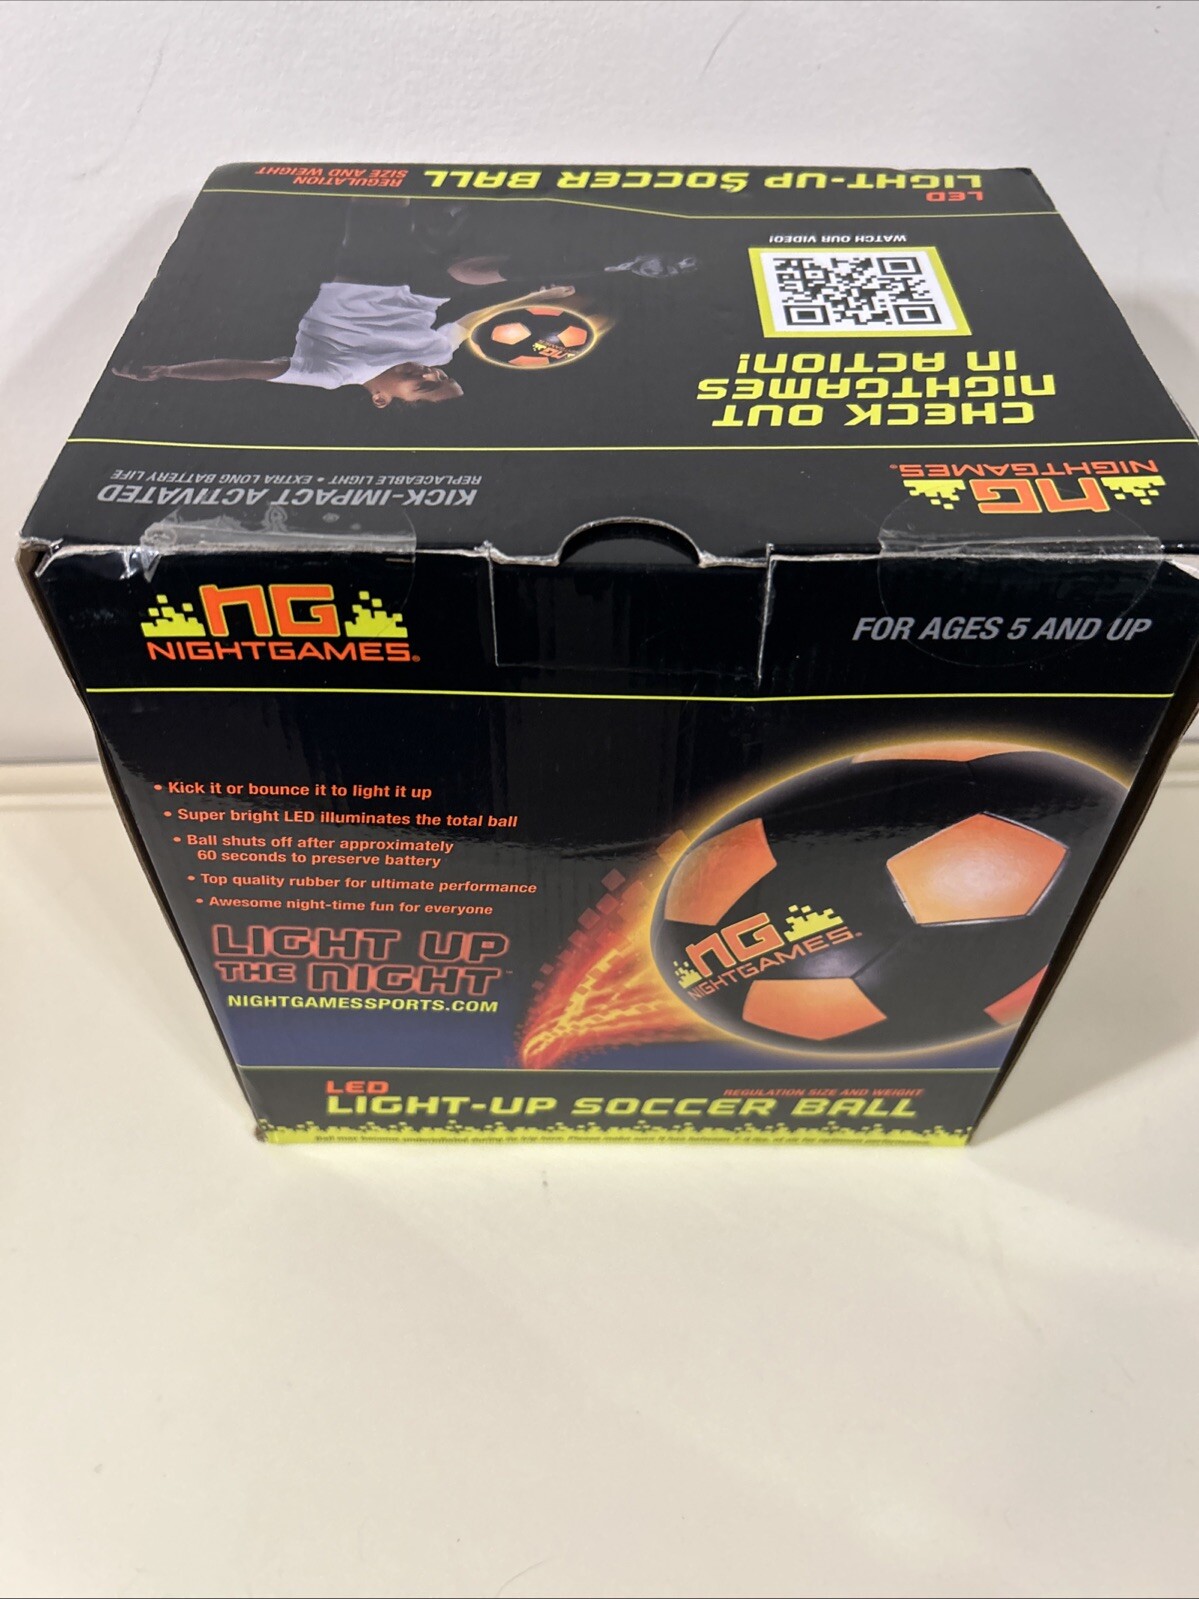 LED
LIGHT-UP SOCCER BALL
REGULATION
SIZE AND WEIGHT
WATCH OUR VIDEO!
CHECK OUT
NIGHTGAMES
IN ACTION!
NG
NIGHTGAMES®
KICK-IMPACT ACTIVATED
REPLACEABLE LIGHT • EXTRA LONG BATTERY LIFE
NG
NIGHTGAMES®
FOR AGES 5 AND UP
• Kick it or bounce it to light it up
• Super bright LED illuminates the total ball
• Ball shuts off after approximately
60 seconds to preserve battery
• Top quality rubber for ultimate performance
• Awesome night-time fun for everyone
LIGHT UP
THE NIGHT™
NIGHTGAMESSPORTS.COM
NG
NIGHTGAMES
LED
REGULATION SIZE AND WEIGHT
LIGHT-UP SOCCER BALL